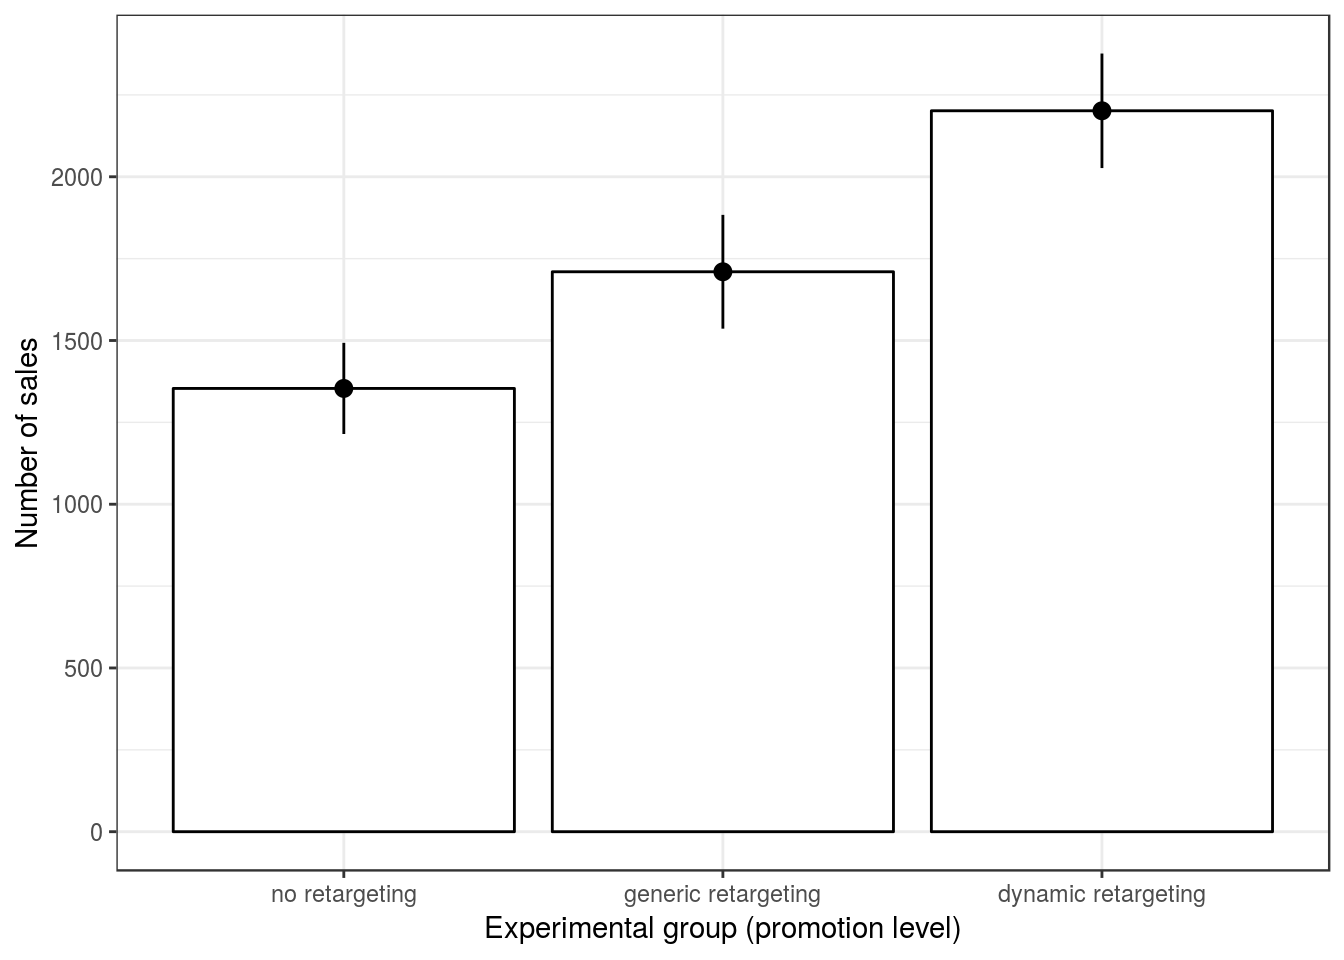 Number of sales
2000
1500
1000
500
0
no retargeting
generic retargeting
dynamic retargeting
Experimental group (promotion level)